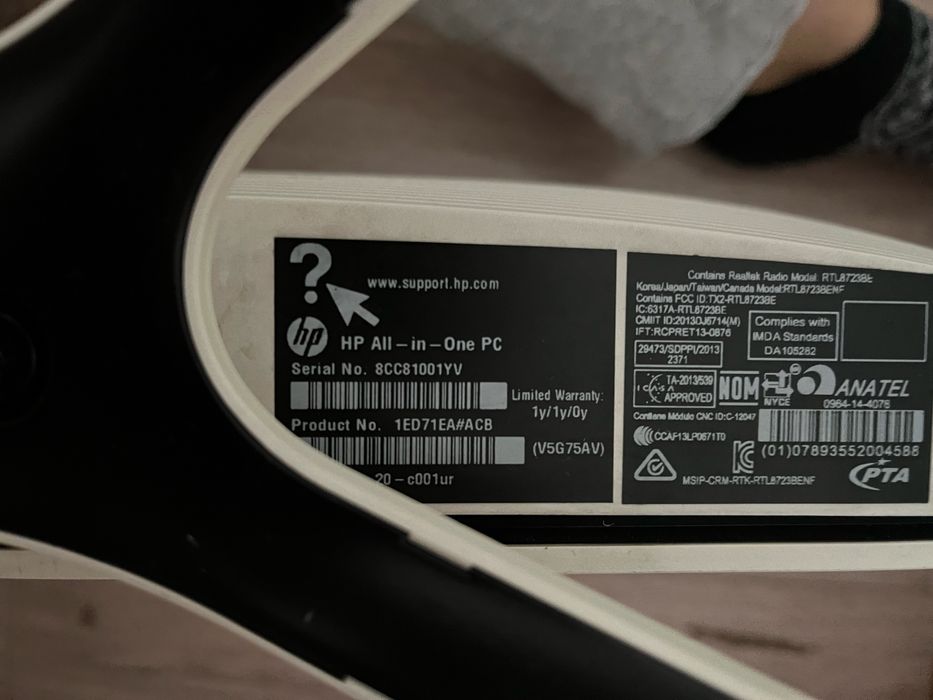 ?
www.support.hp.com
hp
HP All-in-One PC
Serial No. 8CC81001YV
Limited Warranty:
1y/1y/0y
Product No. 1ED71EA#ACB
(V5G75AV)
20-c001ur
Contains Realtek Radio Model. RTL8723BE
Korea/Japan/Taiwan/Canada Model:RTL8723BENF
Contains FCC ID:TX2-RTL8723BE
IC:6317A-RTL8723BE
CMIIT ID:2013DJ6714(M)
IFT:RCPRET13-0876
Complies with
IMDA Standards
DA105282
29473/SDPPI/2013
2371
ICASA
TA-2013/539
APPROVED
NOM
NYCE
ANATEL
0964-14-4076
Contiene Módulo CNC ID:C-12047
CCAF13LP0671T0
(01)07893552004588
MSIP-CRM-RTK-RTL8723BENF
PTA